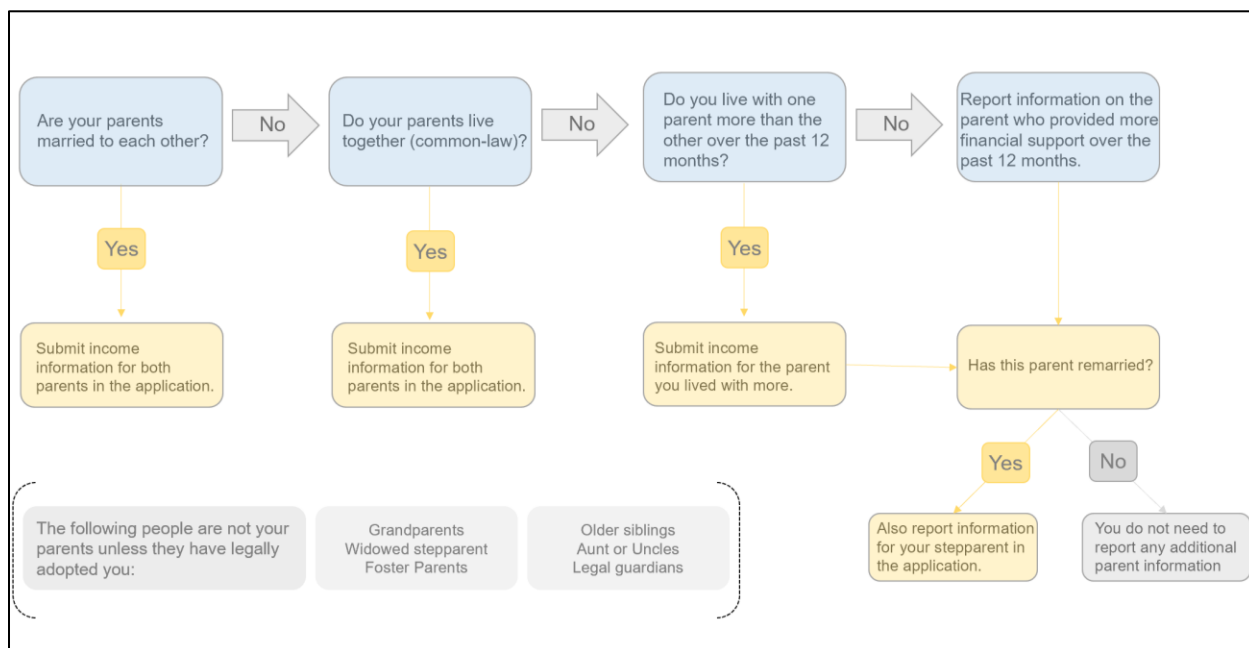 Are your parents
married to each other?
No
Do your parents live
together (common-law)?
No
Do you live with one
parent more than the
other over the past 12
months?
No
Report information on the
parent who provided more
financial support over the
past 12 months.
Yes
Yes
Yes
Submit income
information for both
parents in the application.
Submit income
information for both
parents in the application.
Submit income
information for the parent
you lived with more.
Has this parent remarried?
Yes
No
Also report information
for your stepparent in
the application.
You do not need to
report any additional
parent information
The following people are not your
parents unless they have legally
adopted you:
Grandparents
Widowed stepparent
Foster Parents
Older siblings
Aunt or Uncles
Legal guardians